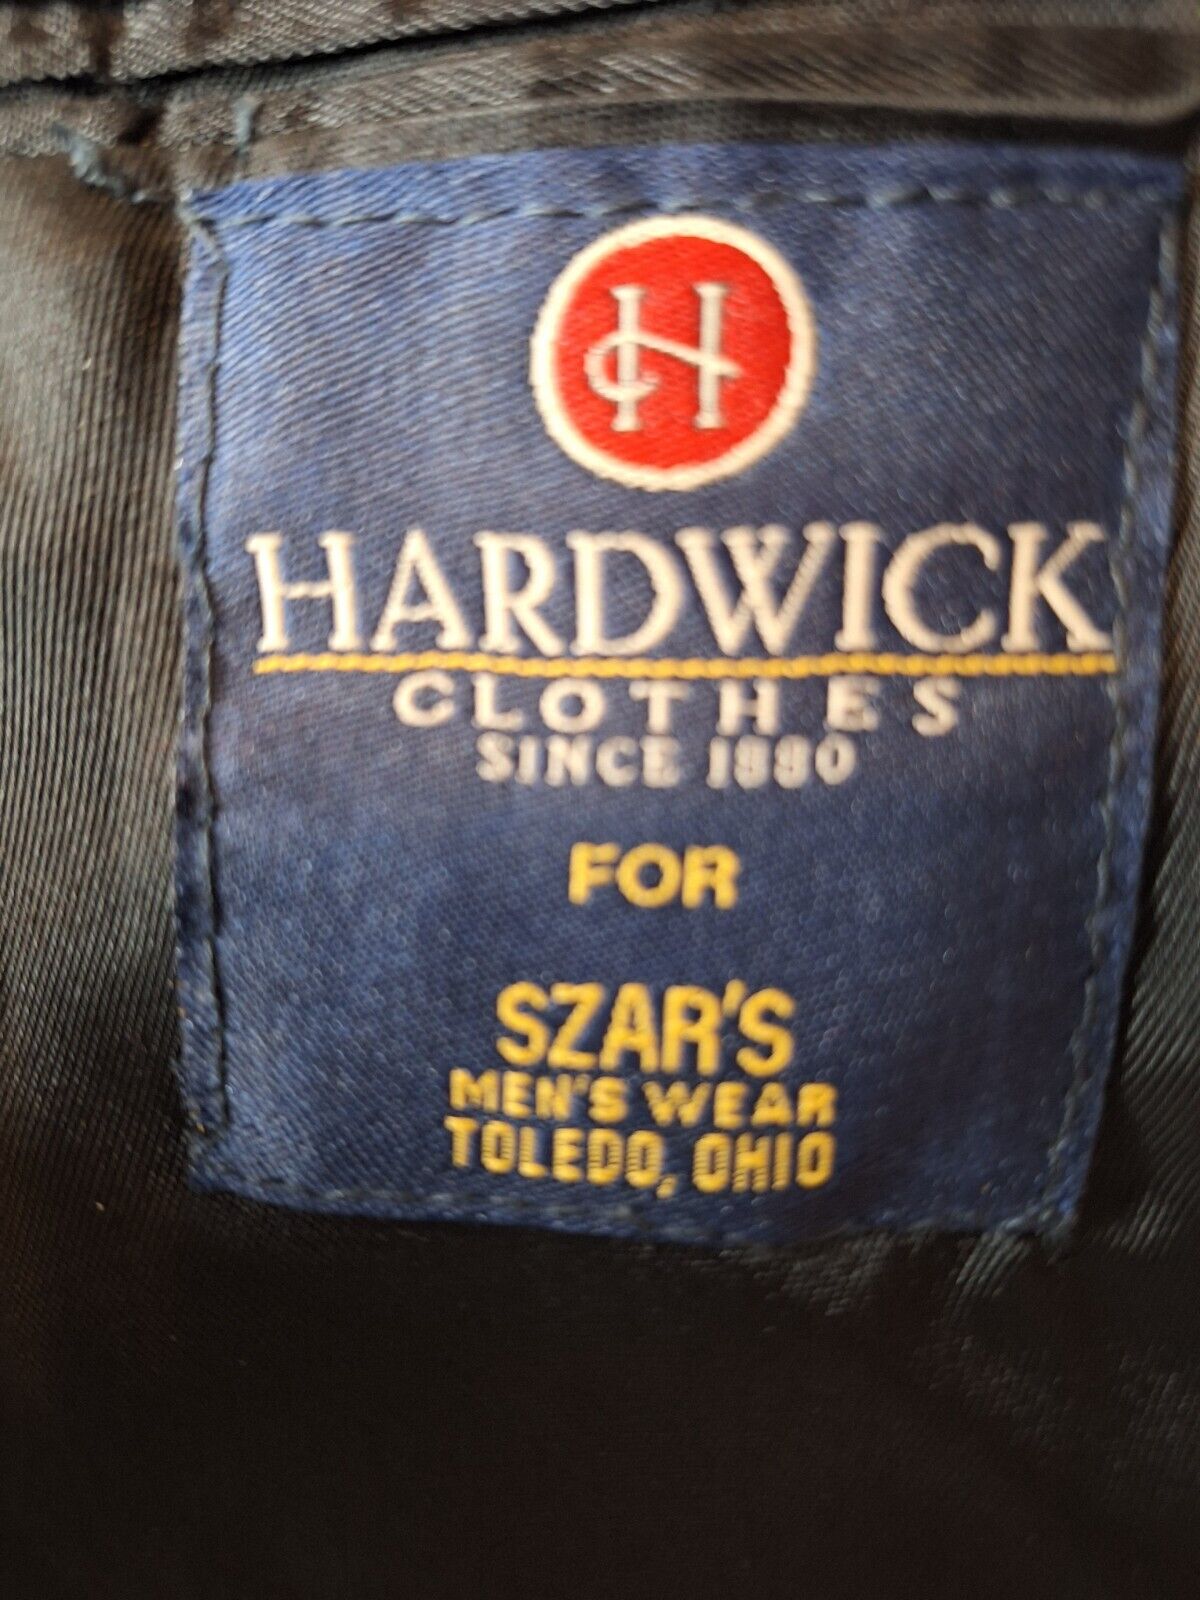 H
HARDWICK
CLOTHES
SINCE 1880
FOR
SZAR'S
MEN'S WEAR
TOLEDO, OHIO